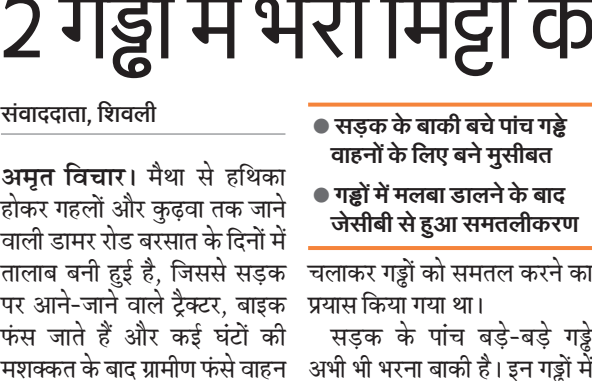 2 गड्ढों में भरी मिट्टी के
संवाददाता, शिवली
अमृत विचार। मैथा से हथिका
होकर गहलों और कुढ़वा तक जाने
वाली डामर रोड बरसात के दिनों में
तालाब बनी हुई है, जिससे सड़क
पर आने-जाने वाले ट्रैक्टर, बाइक
फंस जाते हैं और कई घंटों की
मशक्कत के बाद ग्रामीण फंसे वाहन
● सड़क के बाकी बचे पांच गड्ढे
वाहनों के लिए बने मुसीबत
● गड्ढों में मलबा डालने के बाद
जेसीबी से हुआ समतलीकरण
चलाकर गड्ढों को समतल करने का
प्रयास किया गया था।
सड़क के पांच बड़े-बड़े गड्ढे
अभी भी भरना बाकी है। इन गड्ढों में